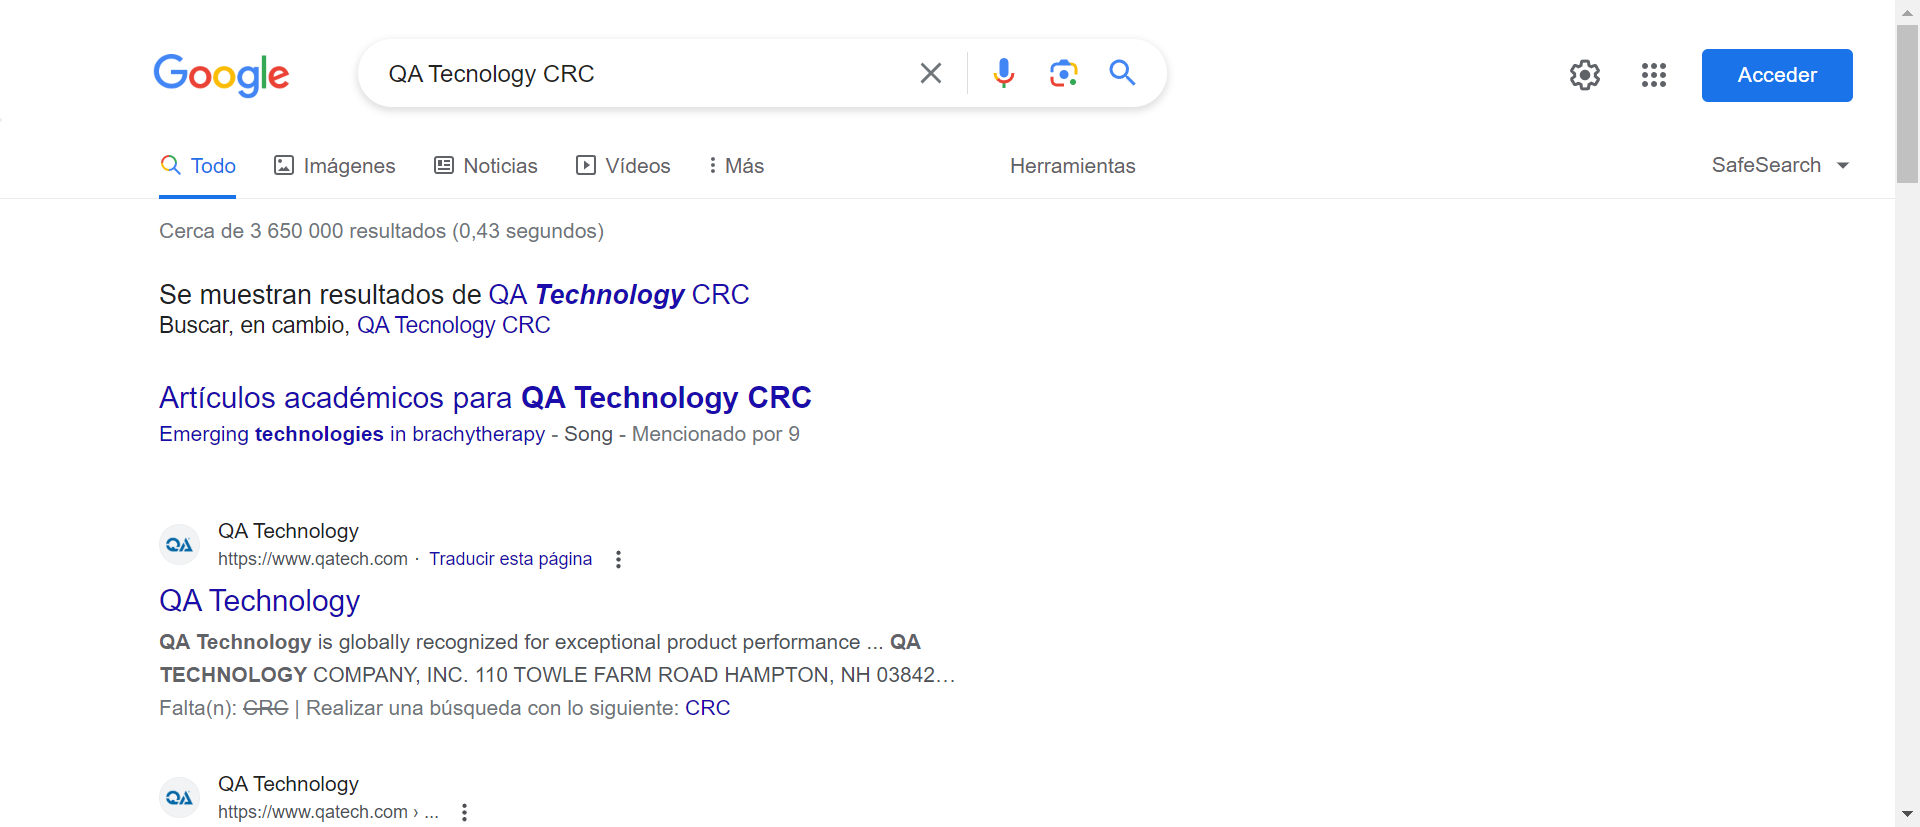 Google
QA Tecnology CRC
Acceder
Todo
Imágenes
Noticias
Vídeos
Más
Herramientas
SafeSearch
Cerca de 3 650 000 resultados (0,43 segundos)
Se muestran resultados de QA Technology CRC
Buscar, en cambio, QA Tecnology CRC
Artículos académicos para QA Technology CRC
Emerging technologies in brachytherapy - Song - Mencionado por 9
QA
QA Technology
https://www.qatech.com · Traducir esta página
QA Technology
QA Technology is globally recognized for exceptional product performance ... QA
TECHNOLOGY COMPANY, INC. 110 TOWLE FARM ROAD HAMPTON, NH 03842…
Falta(n): CRC | Realizar una búsqueda con lo siguiente: CRC
QA
QA Technology
https://www.qatech.com › ...